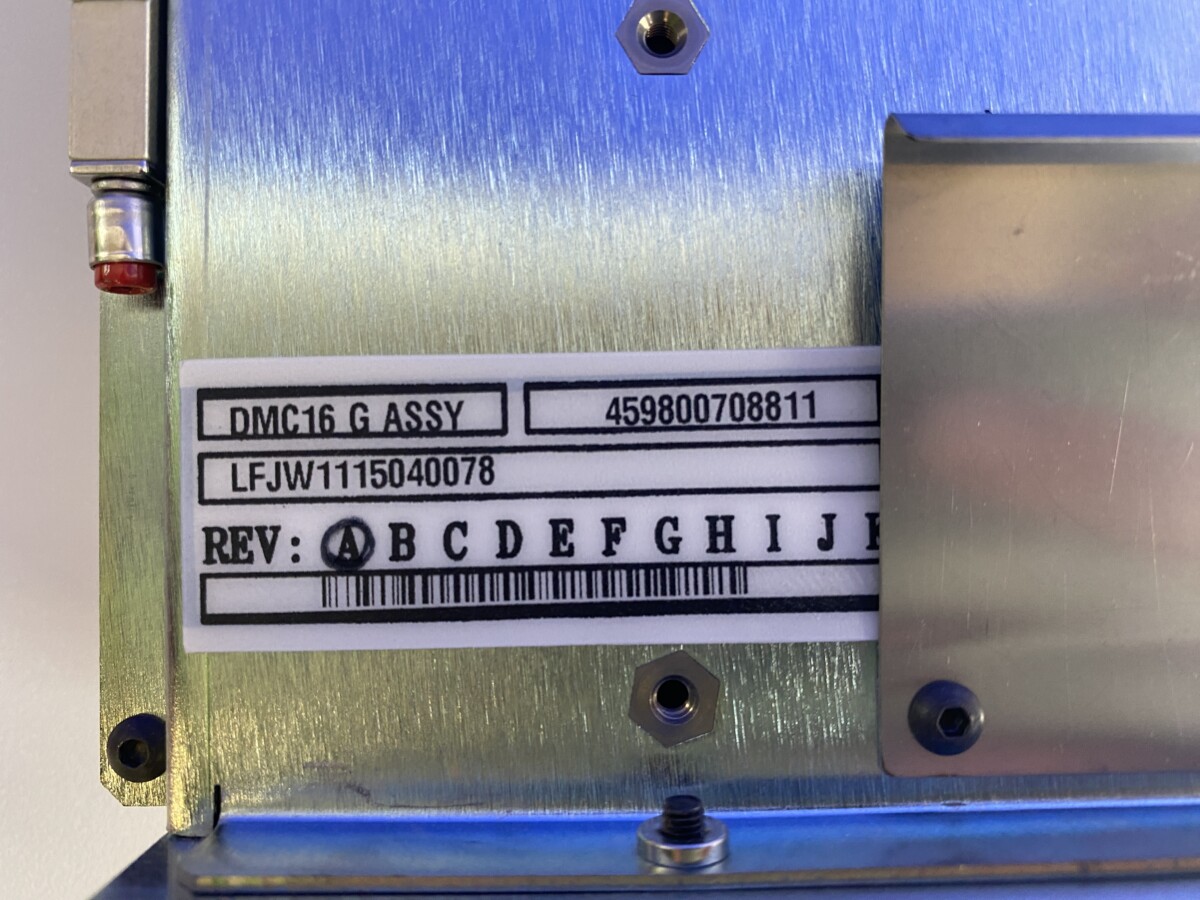 DMC16 G ASSY 459800708811
LFJW1115040078
REV: A B C D E F G H I J